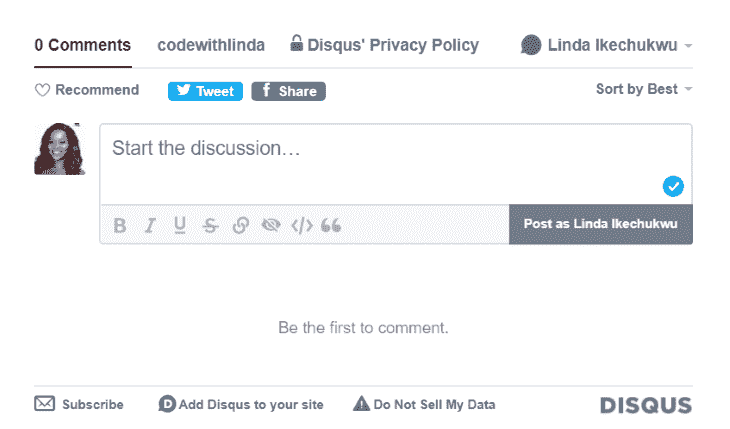 0 Comments codewithlinda Disqus' Privacy Policy Linda Ikechukwu
Recommend Tweet Share Sort by Best
Start the discussion…
B I U S </> Post as Linda Ikechukwu
Be the first to comment.
Subscribe Add Disqus to your site Do Not Sell My Data DISQUS